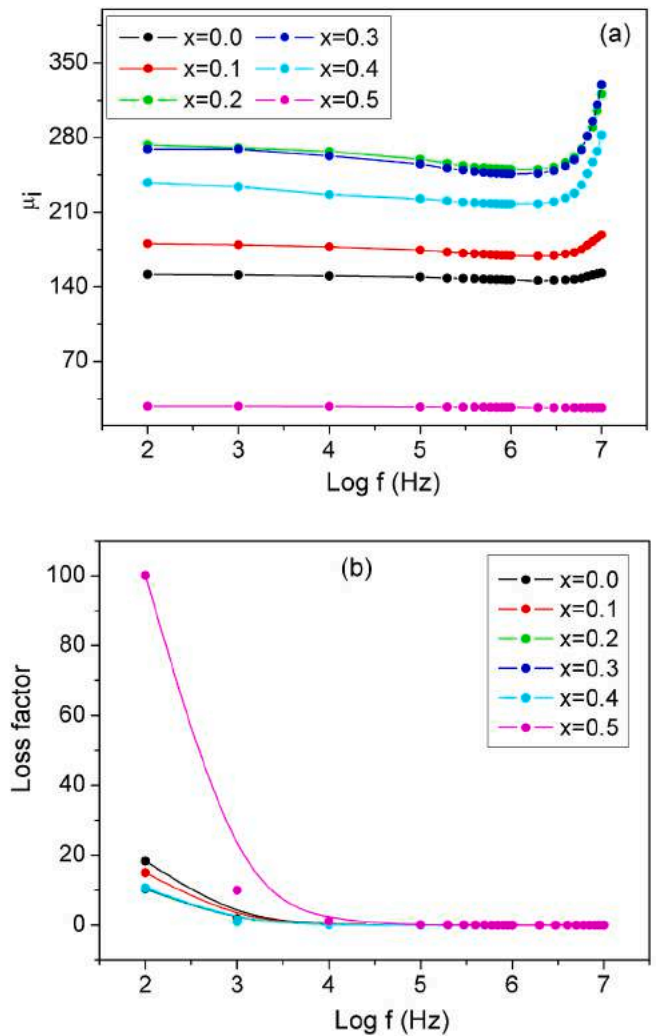 (a)
x=0.0 x=0.3
x=0.1 x=0.4
x=0.2 x=0.5
350
280
210
140
70
μi
2 3 4 5 6 7
Log f (Hz)
(b)
x=0.0
x=0.1
x=0.2
x=0.3
x=0.4
x=0.5
100
80
60
40
20
0
Loss factor
2 3 4 5 6 7
Log f (Hz)